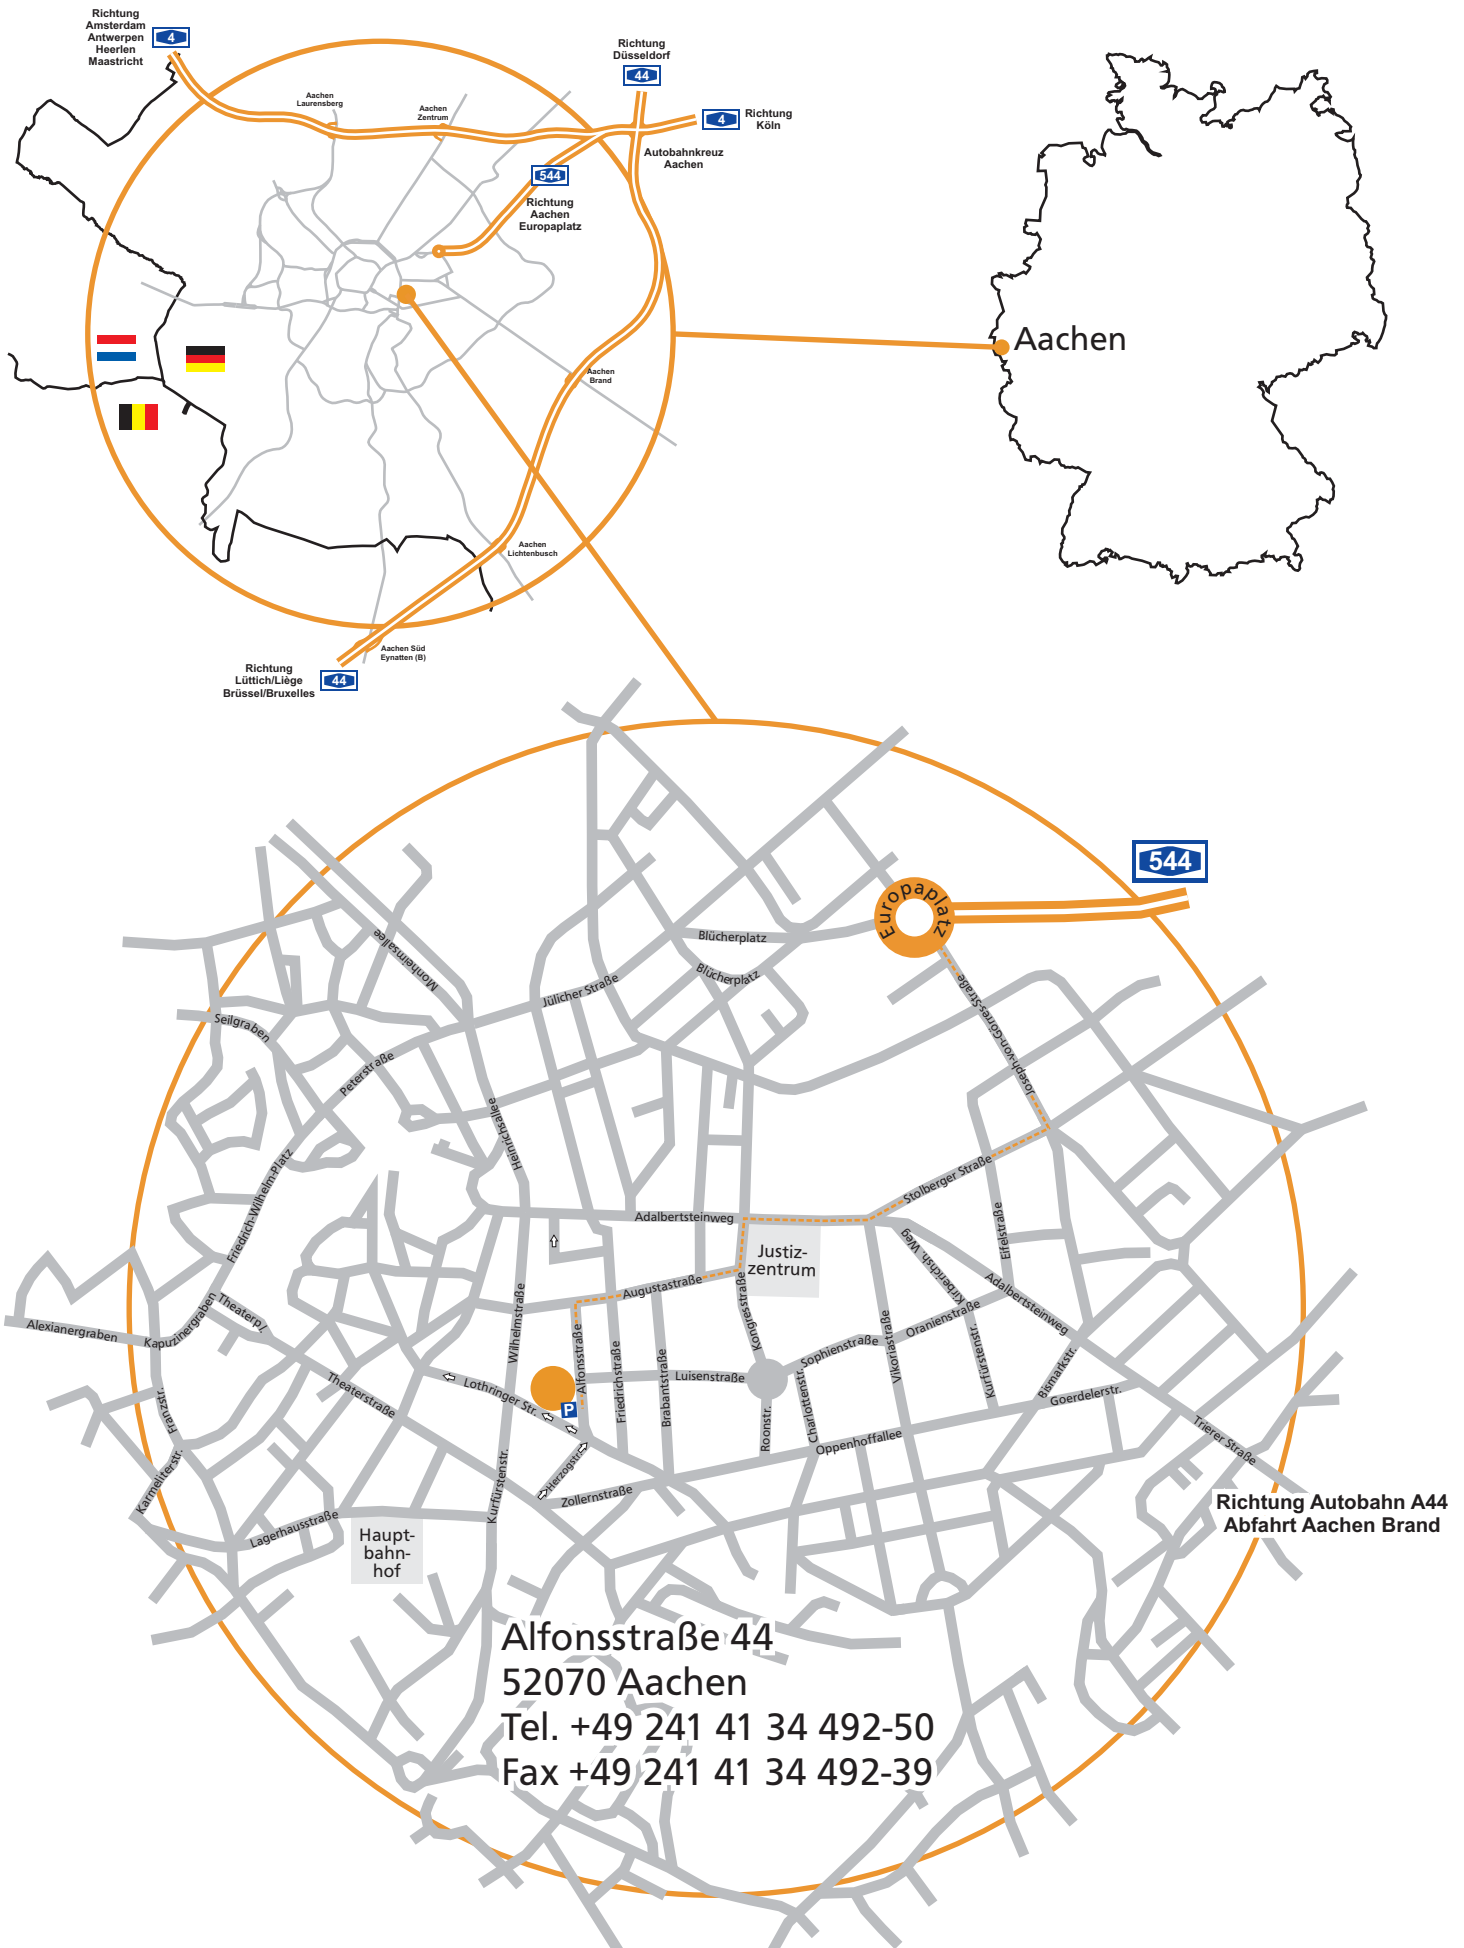 Richtung
Amsterdam
Antwerpen
Heerlen
Maastricht
4
Richtung
Düsseldorf
44
Aachen
Laurensberg
Aachen
Zentrum
4
Richtung
Köln
Autobahnkreuz
Aachen
544
Richtung
Aachen
Europaplatz
Aachen
Aachen
Brand
Aachen
Lichtenbusch
Aachen Süd
Eynatten (B)
Richtung
Lüttich/Liège
Brüssel/Bruxelles
44
544
Europaplatz
Monheimsallee
Blücherplatz
Blücherplatz
Jülicher Straße
Joseph-von-Görres-Straße
Seilgraben
Peterstraße
Heinrichsallee
Friedrich-Wilhelm-Platz
Stolberger Straße
Adalbertsteinweg
Eifelstraße
Kirberichsh. Weg
Justiz-
zentrum
Augustastraße
Adalbertsteinweg
Kapuzinergraben
Theaterpl.
Alexianergraben
Wilhelmstraße
Alfonsstraße
Friedrichstraße
Brabantstraße
Kongresstraße
Sophienstraße
Vikoriastraße
Oranienstraße
Kurfürstenstr.
Bismarkstr.
Luisenstraße
Lothringer Str.
Theaterstraße
Franzstr.
P
Roonstr.
Charlottenstr.
Goerdelerstr.
Oppenhoffallee
Trierer Straße
Karmeliterstr.
Kurfürstenstr.
Herzogstr.
Zollernstraße
Lagerhausstraße
Haupt-
bahn-
hof
Richtung Autobahn A44
Abfahrt Aachen Brand
Alfonsstraße 44
52070 Aachen
Tel. +49 241 41 34 492-50
Fax +49 241 41 34 492-39